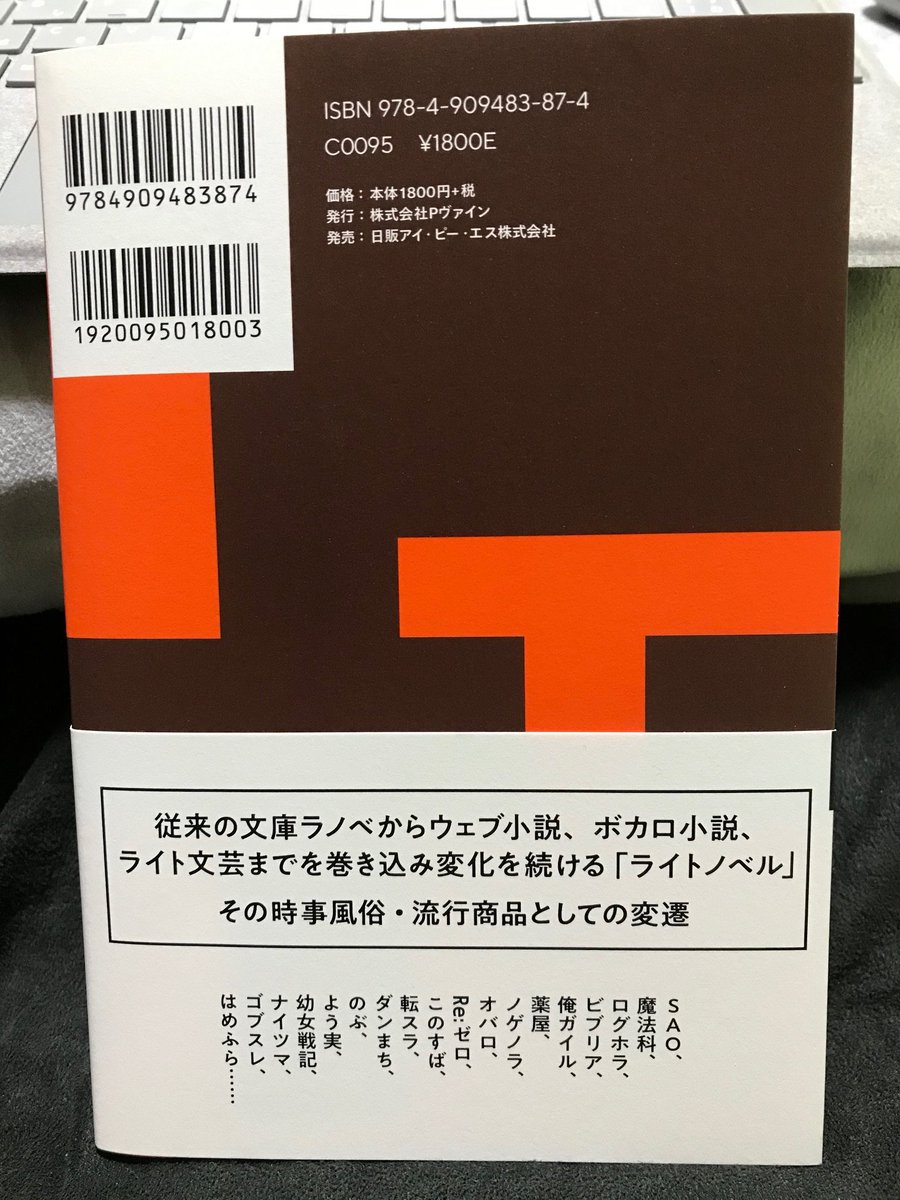 9784909483874
1920095018003
ISBN 978-4-909483-87-4
C0095 ¥1800E
価格：本体1800円+税
発行：株式会社Pヴァイン
発売：日販アイ・ピー・エス株式会社
従来の文庫ラノベからウェブ小説、ボカロ小説、
ライト文芸までを巻き込み変化を続ける「ライトノベル」
その時事風俗・流行商品としての変遷
SAO、
魔法科、
ログホラ、
ビブリア、
俺ガイル、
薬屋、
ノゲノラ、
オバロ、
Re:ゼロ、
このすば、
転スラ、
ダンまち、
のぶ、
よう実、
幼女戦記、
ナイツマ、
ゴブスレ、
はめふら……